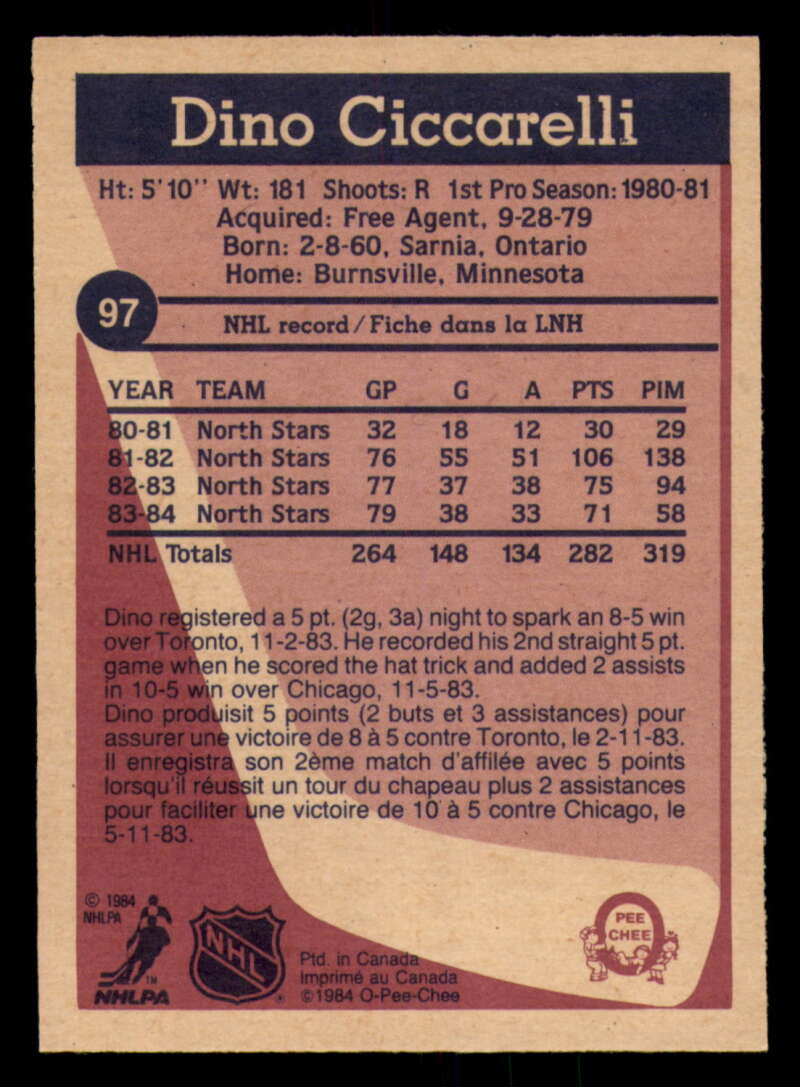 Dino Ciccarelli
Ht: 5'10" Wt: 181 Shoots: R 1st Pro Season: 1980-81
Acquired: Free Agent, 9-28-79
Born: 2-8-60, Sarnia, Ontario
Home: Burnsville, Minnesota
97
NHL record/Fiche dans la LNH
YEAR TEAM GP G A PTS PIM
80-81 North Stars 32 18 12 30 29
81-82 North Stars 76 55 51 106 138
82-83 North Stars 77 37 38 75 94
83-84 North Stars 79 38 33 71 58
NHL Totals 264 148 134 282 319
Dino registered a 5 pt. (2g, 3a) night to spark an 8-5 win
over Toronto, 11-2-83. He recorded his 2nd straight 5 pt.
game when he scored the hat trick and added 2 assists
in 10-5 win over Chicago, 11-5-83.
Dino produisit 5 points (2 buts et 3 assistances) pour
assurer une victoire de 8 à 5 contre Toronto, le 2-11-83.
Il enregistra son 2ème match d'affilée avec 5 points
lorsqu'il réussit un tour du chapeau plus 2 assistances
pour faciliter une victoire de 10 à 5 contre Chicago, le
5-11-83.
© 1984
NHLPA
TM
NHLPA
NHL
®
Ptd. in Canada
Imprimé au Canada
©1984 O-Pee-Chee
O
PEE
CHEE